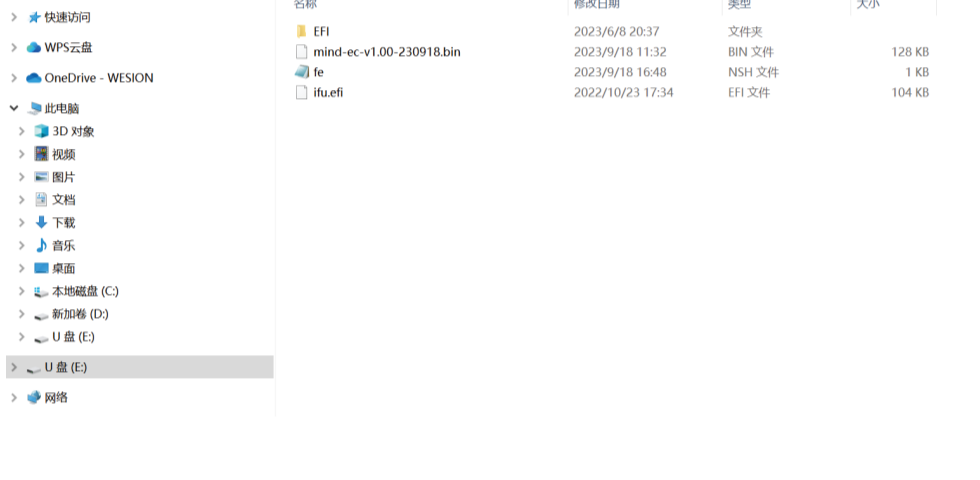 名称 修改日期 类型 大小
快速访问
WPS云盘
OneDrive - WESION
此电脑
3D 对象
视频
图片
文档
下载
音乐
桌面
本地磁盘 (C:)
新加卷 (D:)
U 盘 (E:)
U 盘 (E:)
网络
EFI 2023/6/8 20:37 文件夹
mind-ec-v1.00-230918.bin 2023/9/18 11:32 BIN 文件 128 KB
fe 2023/9/18 16:48 NSH 文件 1 KB
ifu.efi 2022/10/23 17:34 EFI 文件 104 KB